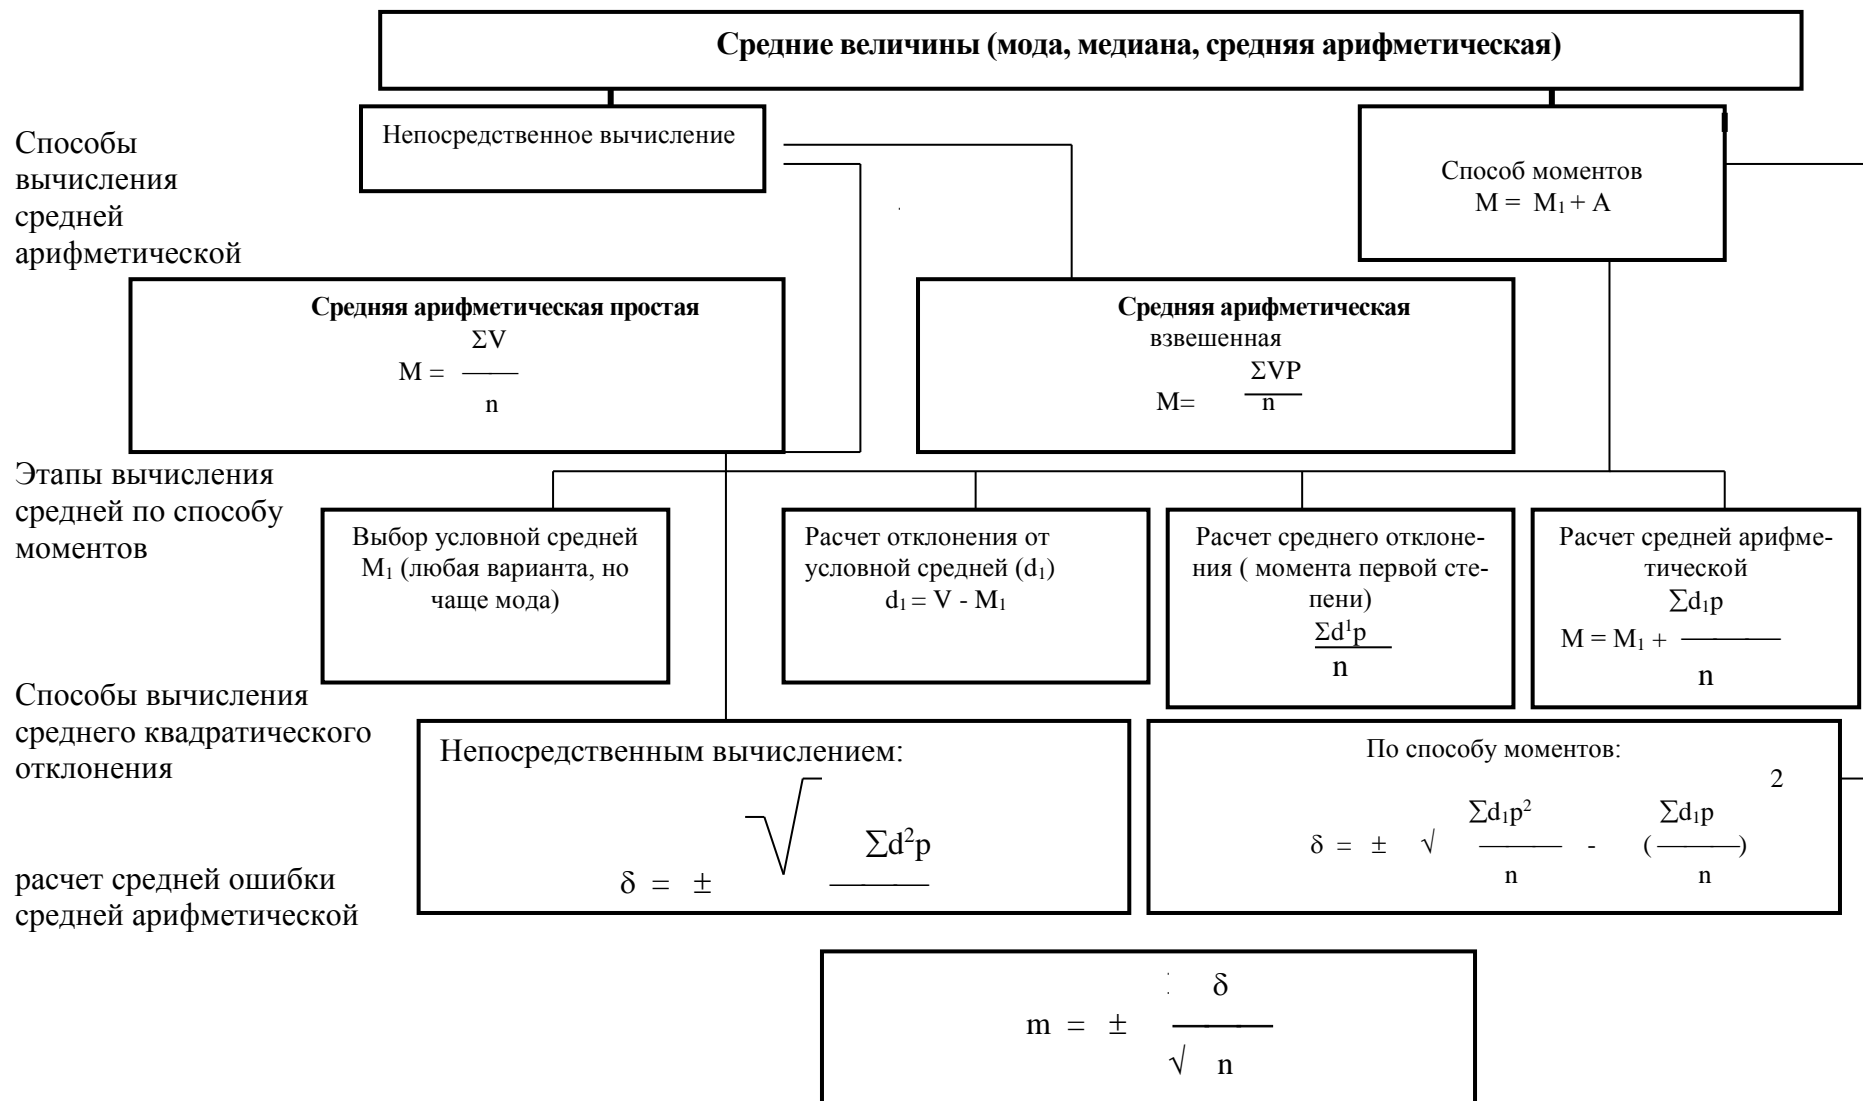 Средние величины (мода, медиана, средняя арифметическая)
Способы
вычисления
средней
арифметической
Непосредственное вычисление
Способ моментов
M = M₁ + A
Средняя арифметическая простая
ΣV
M = ———
n
Средняя арифметическая
взвешенная
ΣVP
M= ———
n
Этапы вычисления
средней по способу
моментов
Выбор условной средней
M₁ (любая варианта, но
чаще мода)
Расчет отклонения от
условной средней (d₁)
d₁ = V - M₁
Расчет среднего отклоне-
ния ( момента первой сте-
пени)
Σd¹p
n
Расчет средней арифме-
тической
∑d₁p
M = M₁ + ————
n
Способы вычисления
среднего квадратического
отклонения
Непосредственным вычислением:
√
∑d²p
δ = ± ————
По способу моментов:
2
∑d₁p² ∑d₁p
δ = ± √ ———— - (————)
n n
расчет средней ошибки
средней арифметической
δ
m = ± ————
√ n